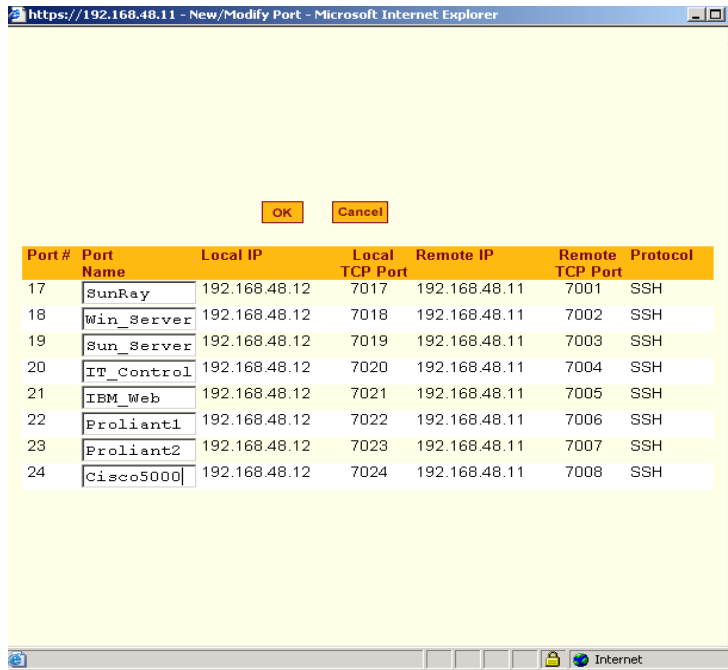 https://192.168.48.11 - New/Modify Port - Microsoft Internet Explorer
OK Cancel
Port # Port Name Local IP Local TCP Port Remote IP Remote TCP Port Protocol
17 SunRay 192.168.48.12 7017 192.168.48.11 7001 SSH
18 Win_Server 192.168.48.12 7018 192.168.48.11 7002 SSH
19 Sun_Server 192.168.48.12 7019 192.168.48.11 7003 SSH
20 IT_Control 192.168.48.12 7020 192.168.48.11 7004 SSH
21 IBM_Web 192.168.48.12 7021 192.168.48.11 7005 SSH
22 Proliant1 192.168.48.12 7022 192.168.48.11 7006 SSH
23 Proliant2 192.168.48.12 7023 192.168.48.11 7007 SSH
24 Cisco5000 192.168.48.12 7024 192.168.48.11 7008 SSH
Internet